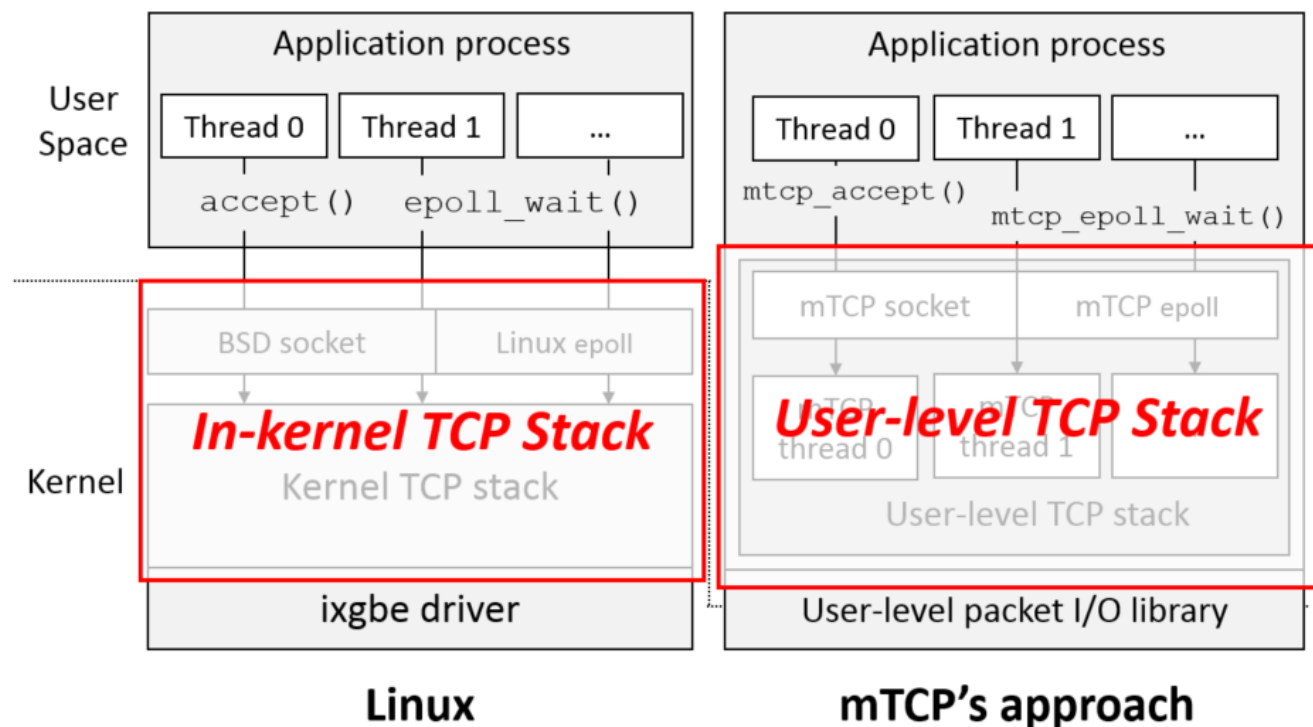 Application process
User
Space
Thread 0
Thread 1
...
accept()
epoll_wait()
BSD socket
Linux epoll
In-kernel TCP Stack
Kernel
Kernel TCP stack
ixgbe driver
Linux
Application process
Thread 0
Thread 1
...
mtcp_accept()
mtcp_epoll_wait()
mTCP socket
mTCP epoll
mTCP
thread 0
mTCP
thread 1
User-level TCP Stack
User-level TCP stack
User-level packet I/O library
mTCP's approach